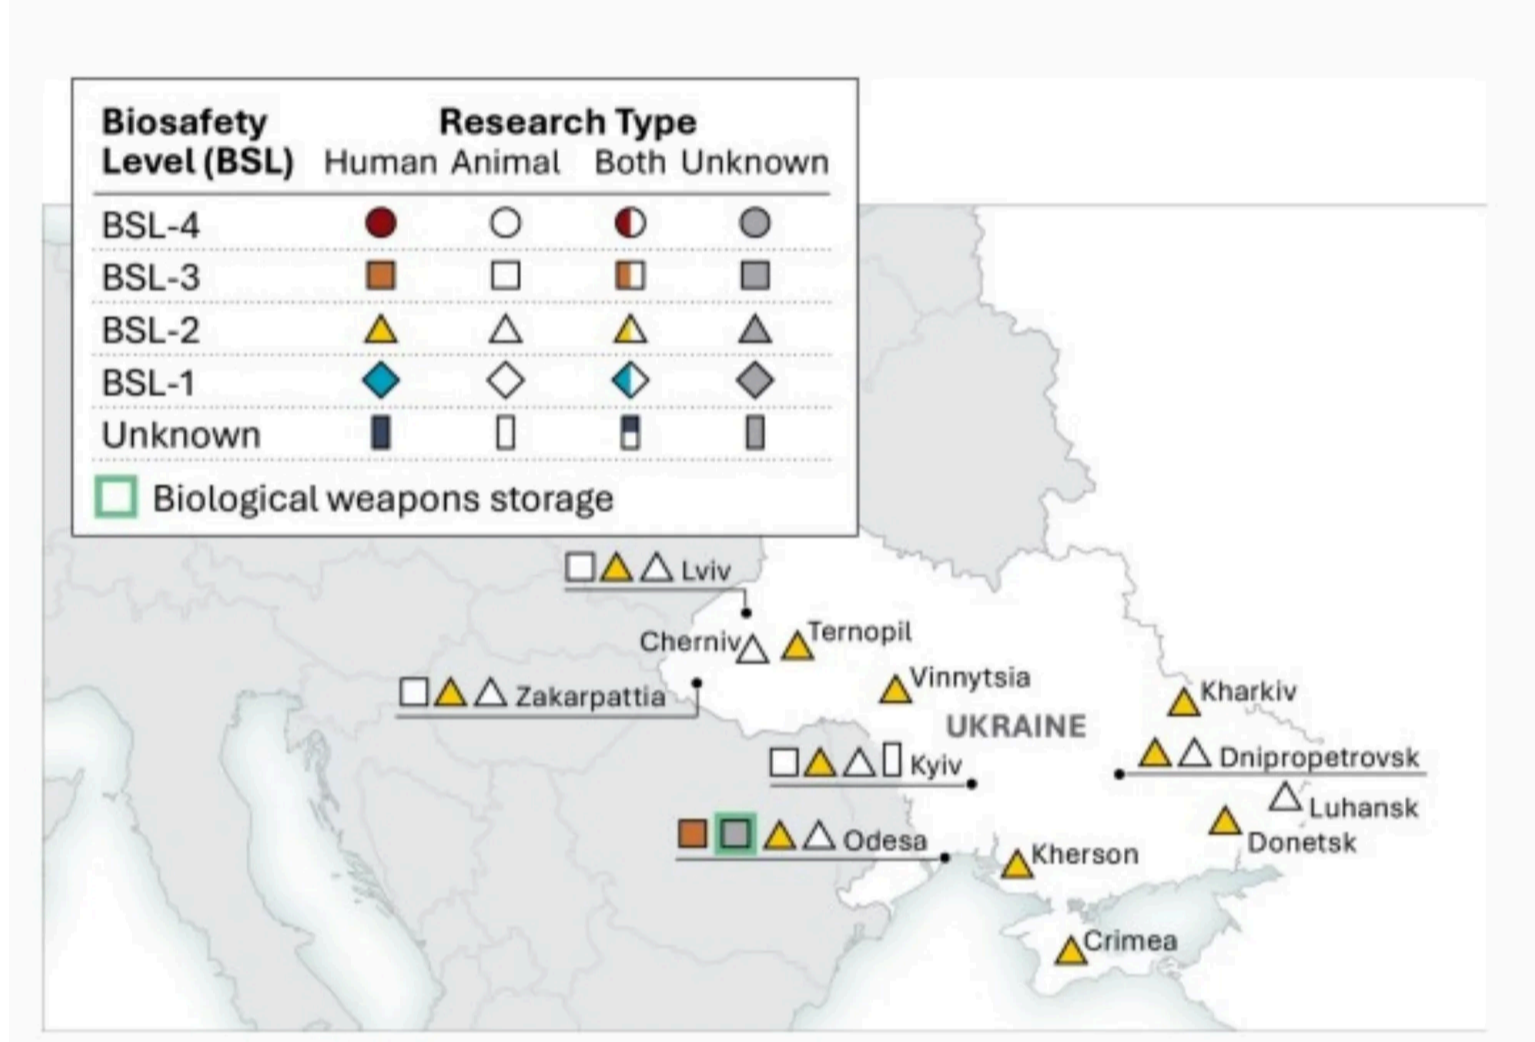 Biosafety Research Type
Level (BSL) Human Animal Both Unknown
BSL-4
BSL-3
BSL-2
BSL-1
Unknown
Biological weapons storage
Lviv
Cherniv
Ternopil
Vinnytsia
Zakarpattia
Kharkiv
UKRAINE
Kyiv
Dnipropetrovsk
Luhansk
Odesa
Donetsk
Kherson
Crimea